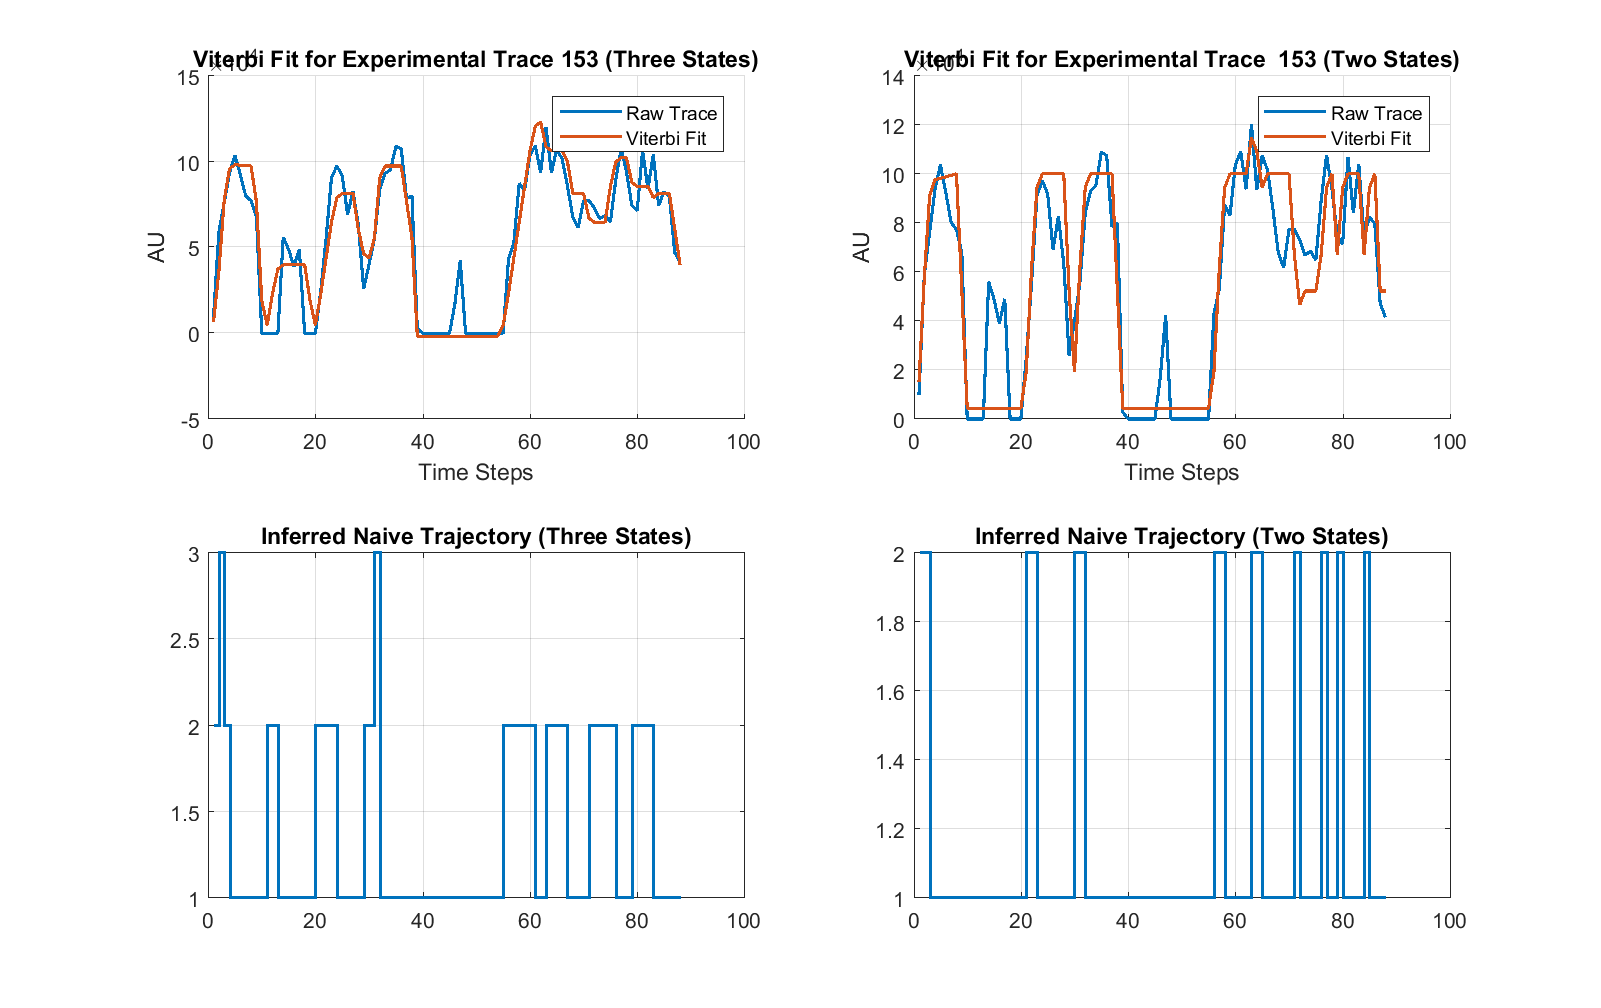 Viterbi Fit for Experimental Trace 153 (Three States)
15
10
5
0
-5
AU
Raw Trace
Viterbi Fit
0 20 40 60 80 100
Time Steps
Viterbi Fit for Experimental Trace 153 (Two States)
14
12
10
8
6
4
2
0
AU
Raw Trace
Viterbi Fit
0 20 40 60 80 100
Time Steps
Inferred Naive Trajectory (Three States)
3
2.5
2
1.5
1
0 20 40 60 80 100
Inferred Naive Trajectory (Two States)
2
1.8
1.6
1.4
1.2
1
0 20 40 60 80 100